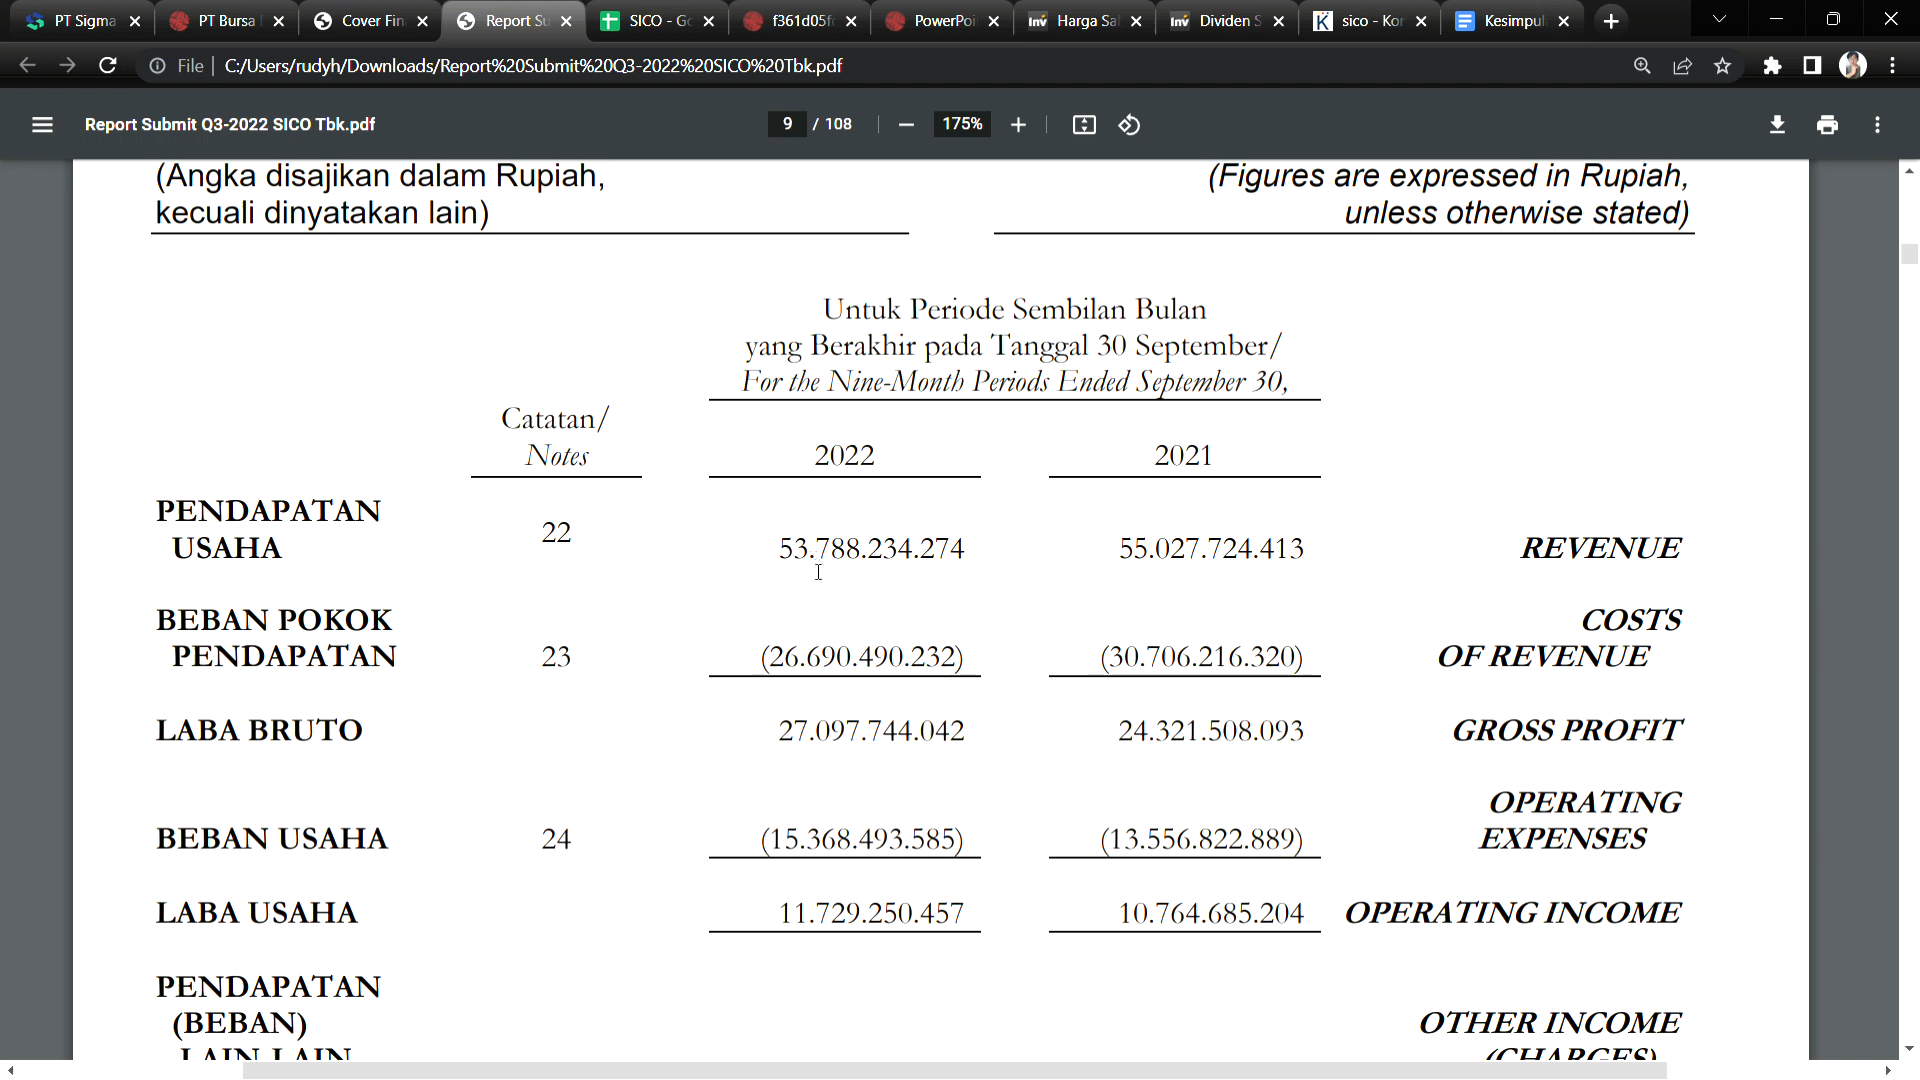 PT Sigma
PT Bursa
Cover Fin
Report Su
SICO - Go
f361d05f
PowerPoi
Harga Sa
Dividen S
sico - Kor
Kesimpul
File
C:/Users/rudyh/Downloads/Report%20Submit%20Q3-2022%20SICO%20Tbk.pdf
Report Submit Q3-2022 SICO Tbk.pdf
9 / 108
175%
(Angka disajikan dalam Rupiah,
kecuali dinyatakan lain)
(Figures are expressed in Rupiah,
unless otherwise stated)
Untuk Periode Sembilan Bulan
yang Berakhir pada Tanggal 30 September/
For the Nine-Month Periods Ended September 30,
Catatan/
Notes
2022 2021
PENDAPATAN
USAHA 22 53.788.234.274 55.027.724.413 REVENUE
BEBAN POKOK COSTS
PENDAPATAN 23 (26.690.490.232) (30.706.216.320) OF REVENUE
LABA BRUTO 27.097.744.042 24.321.508.093 GROSS PROFIT
OPERATING
BEBAN USAHA 24 (15.368.493.585) (13.556.822.889) EXPENSES
LABA USAHA 11.729.250.457 10.764.685.204 OPERATING INCOME
PENDAPATAN
(BEBAN) OTHER INCOME
LAIN-LAIN (CHARGES)